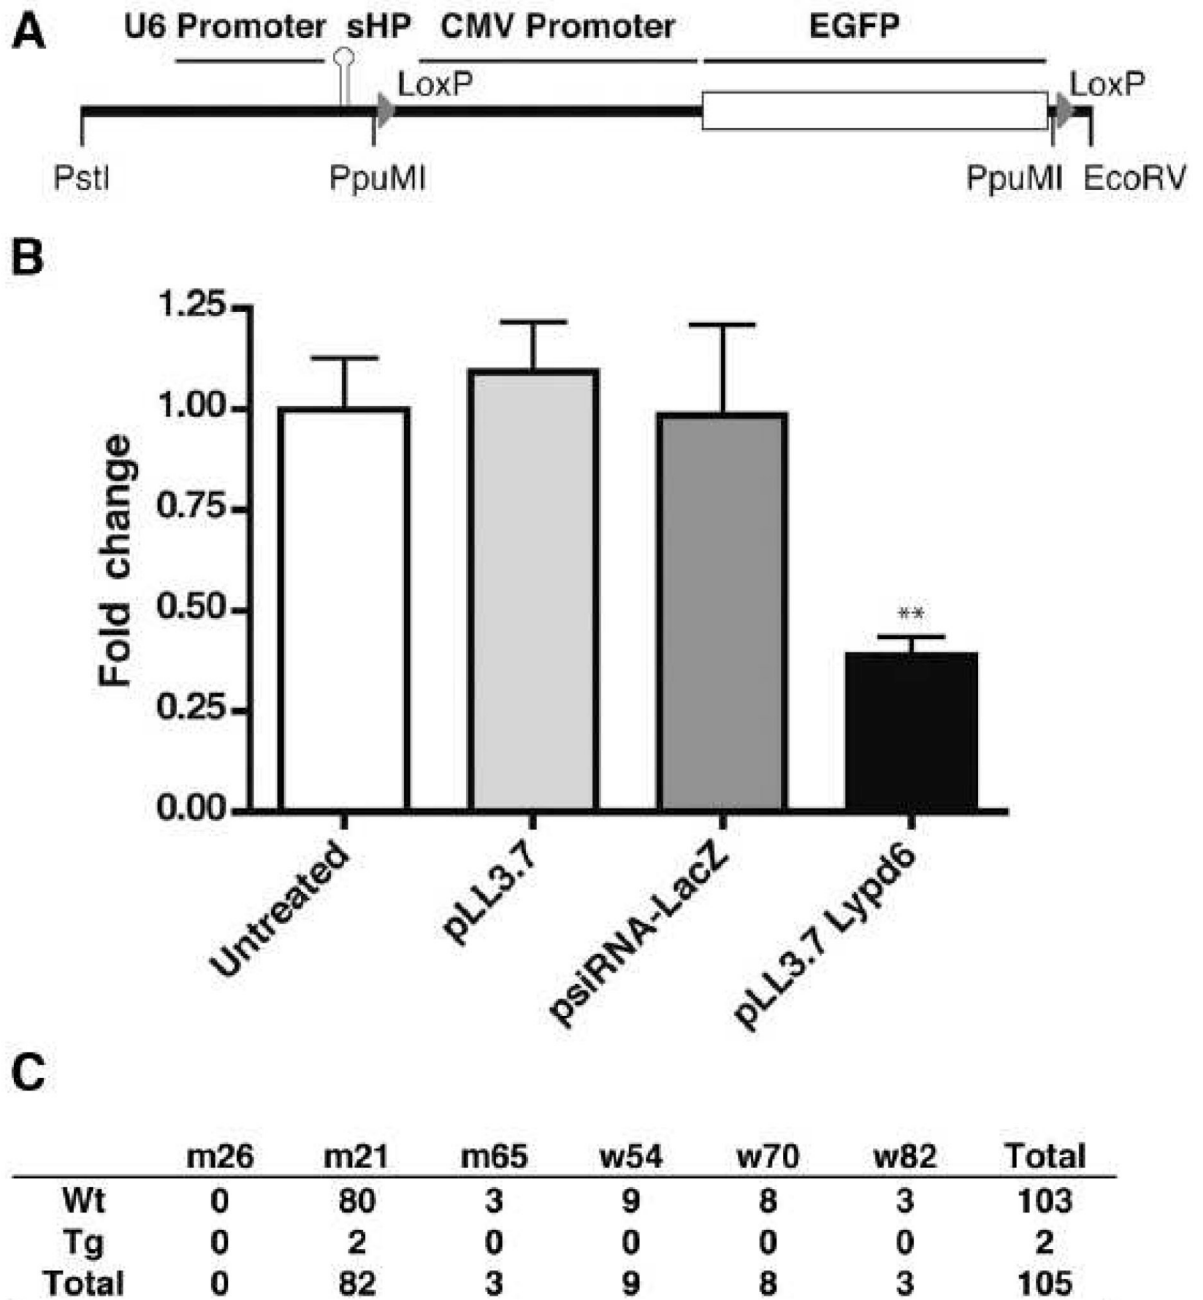 A
U6 Promoter sHP CMV Promoter EGFP
LoxP LoxP
PstI PpuMI PpuMI EcoRV
B
1.25
1.00
0.75
0.50
0.25
0.00
Fold change
**
Untreated
pLL3.7
psiRNA-LacZ
pLL3.7 Lypd6
C
m26 m21 m65 w54 w70 w82 Total
Wt 0 80 3 9 8 3 103
Tg 0 2 0 0 0 0 2
Total 0 82 3 9 8 3 105